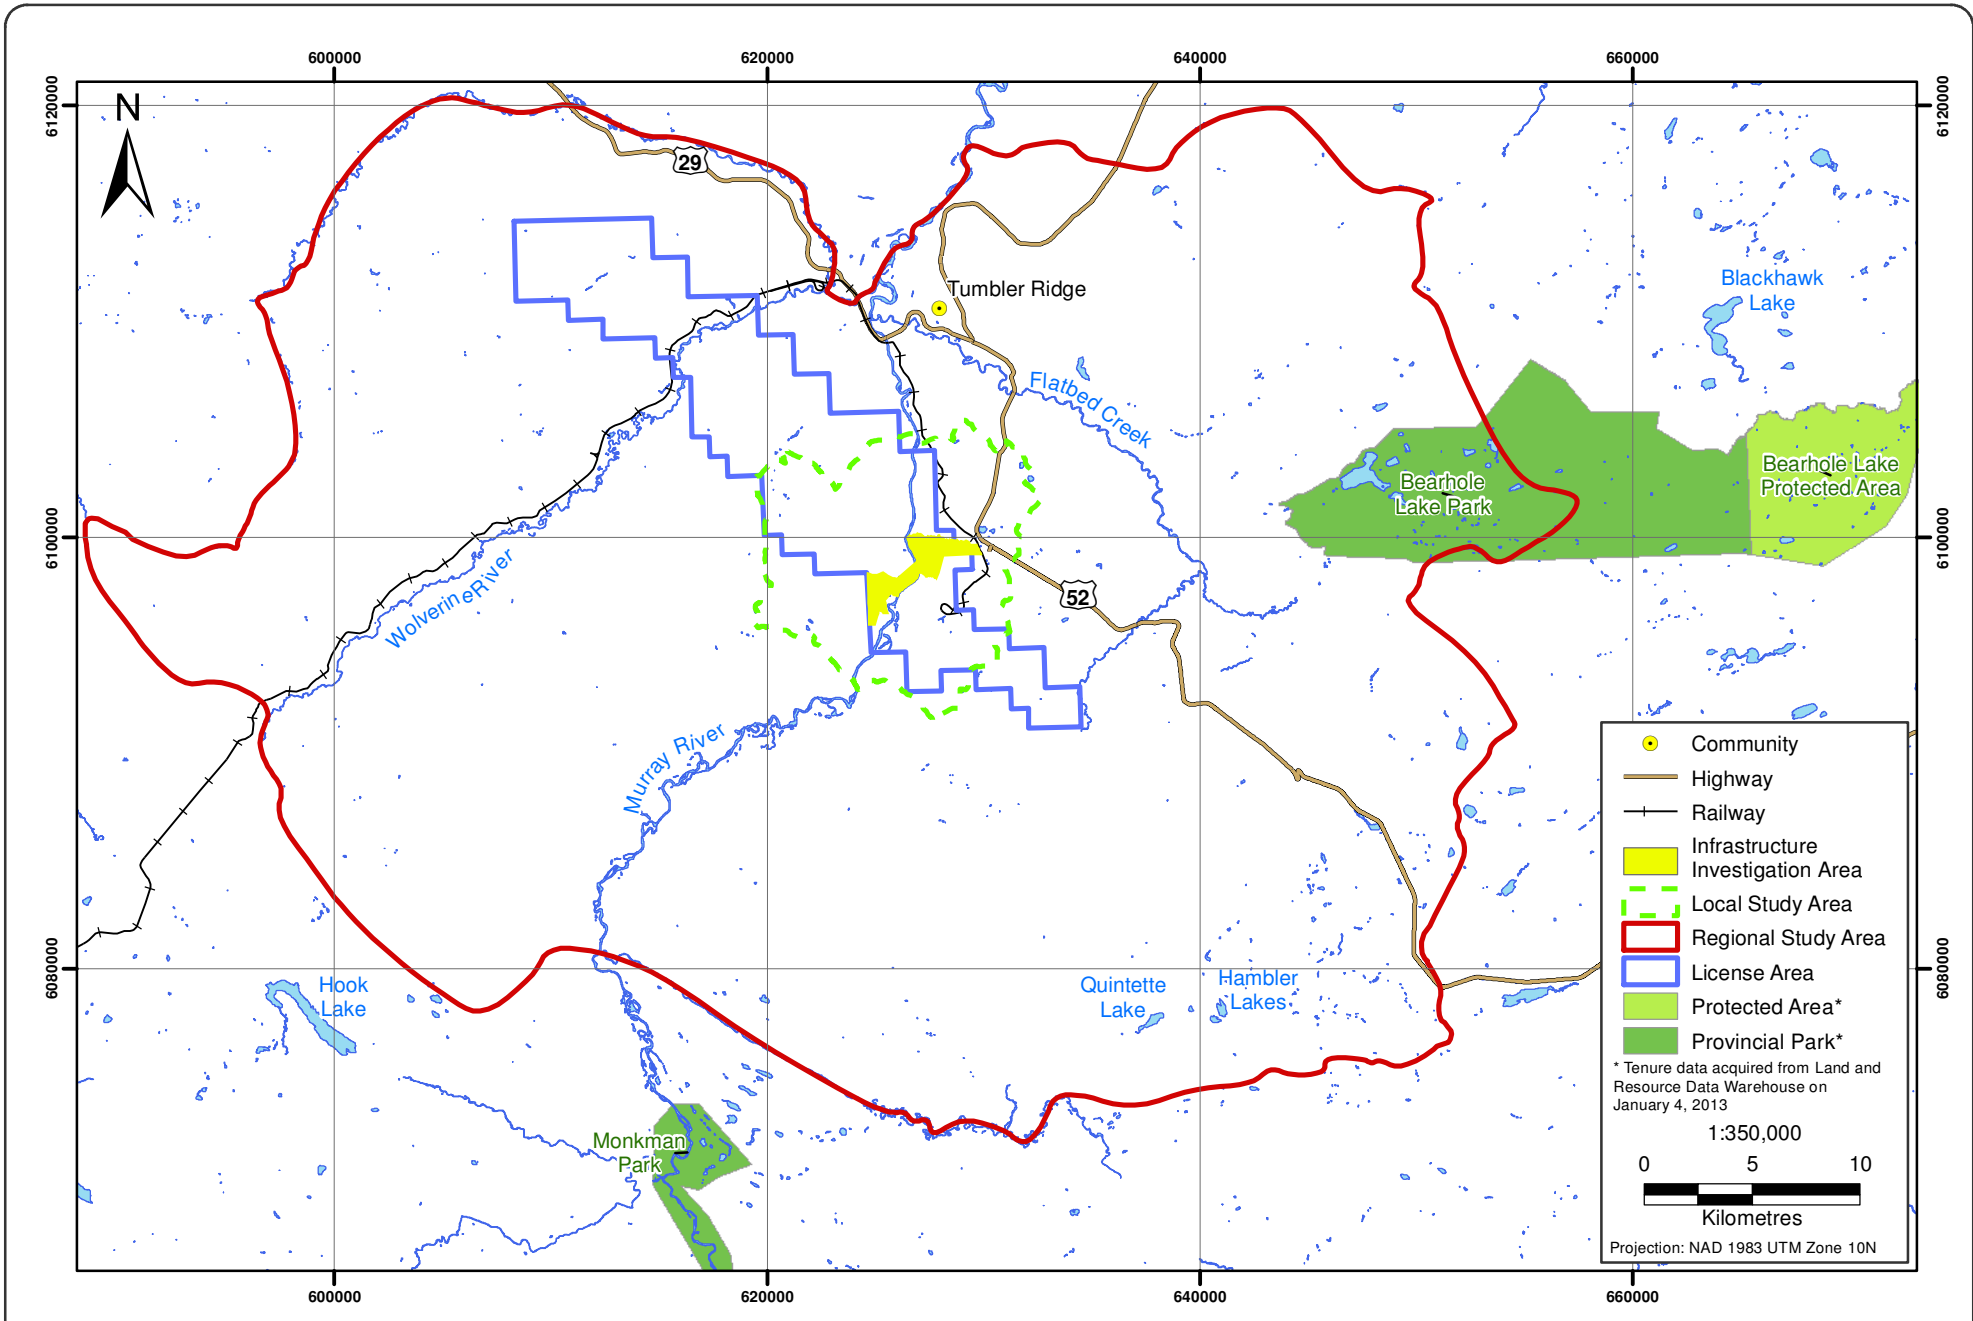 600000
620000
640000
660000
6120000
6120000
N
29
Tumbler Ridge
Blackhawk
Lake
Flatbed Creek
Bearhole Lake
Protected Area
Bearhole
Lake Park
6100000
6100000
Wolverine River
52
Murray River
Community
Highway
Railway
Infrastructure
Investigation Area
Local Study Area
Regional Study Area
License Area
Protected Area*
Provincial Park*
* Tenure data acquired from Land and
Resource Data Warehouse on
January 4, 2013
1:350,000
0 5 10
Kilometres
Projection: NAD 1983 UTM Zone 10N
6080000
6080000
Hook
Lake
Quintette
Lake
Hambler
Lakes
Monkman
Park
600000
620000
640000
660000